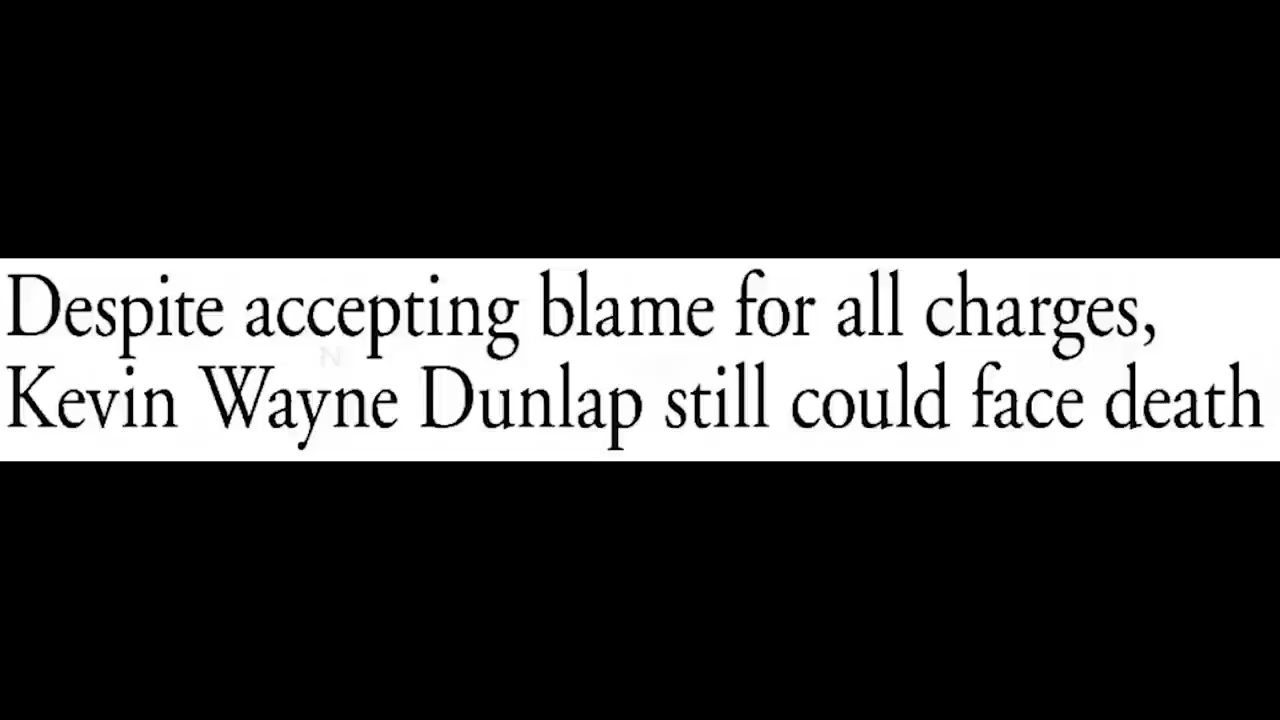 Despite accepting blame for all charges,
Kevin Wayne Dunlap still could face death